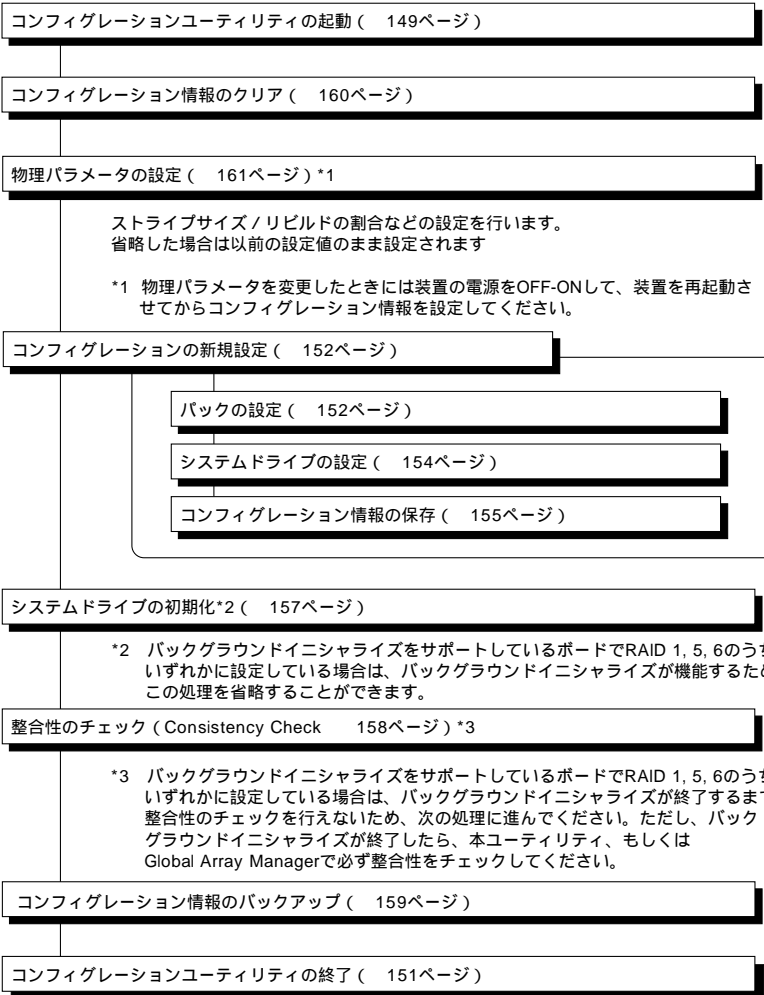 コンフィグレーションユーティリティの起動（　149ページ）
コンフィグレーション情報のクリア（　160ページ）
物理パラメータの設定（　161ページ）*1
ストライプサイズ / リビルドの割合などの設定を行います。
省略した場合は以前の設定値のまま設定されます
*1 物理パラメータを変更したときには装置の電源をOFF-ONして、装置を再起動さ
せてからコンフィグレーション情報を設定してください。
コンフィグレーションの新規設定（　152ページ）
パックの設定（　152ページ）
システムドライブの設定（　154ページ）
コンフィグレーション情報の保存（　155ページ）
システムドライブの初期化*2（　157ページ）
*2 バックグラウンドイニシャライズをサポートしているボードでRAID 1, 5, 6のうち
いずれかに設定している場合は、バックグラウンドイニシャライズが機能するため
この処理を省略することができます。
整合性のチェック（Consistency Check　158ページ）*3
*3 バックグラウンドイニシャライズをサポートしているボードでRAID 1, 5, 6のうち
いずれかに設定している場合は、バックグラウンドイニシャライズが終了するまで
整合性のチェックを行えないため、次の処理に進んでください。ただし、バック
グラウンドイニシャライズが終了したら、本ユーティリティ、もしくは
Global Array Managerで必ず整合性をチェックしてください。
コンフィグレーション情報のバックアップ（　159ページ）
コンフィグレーションユーティリティの終了（　151ページ）